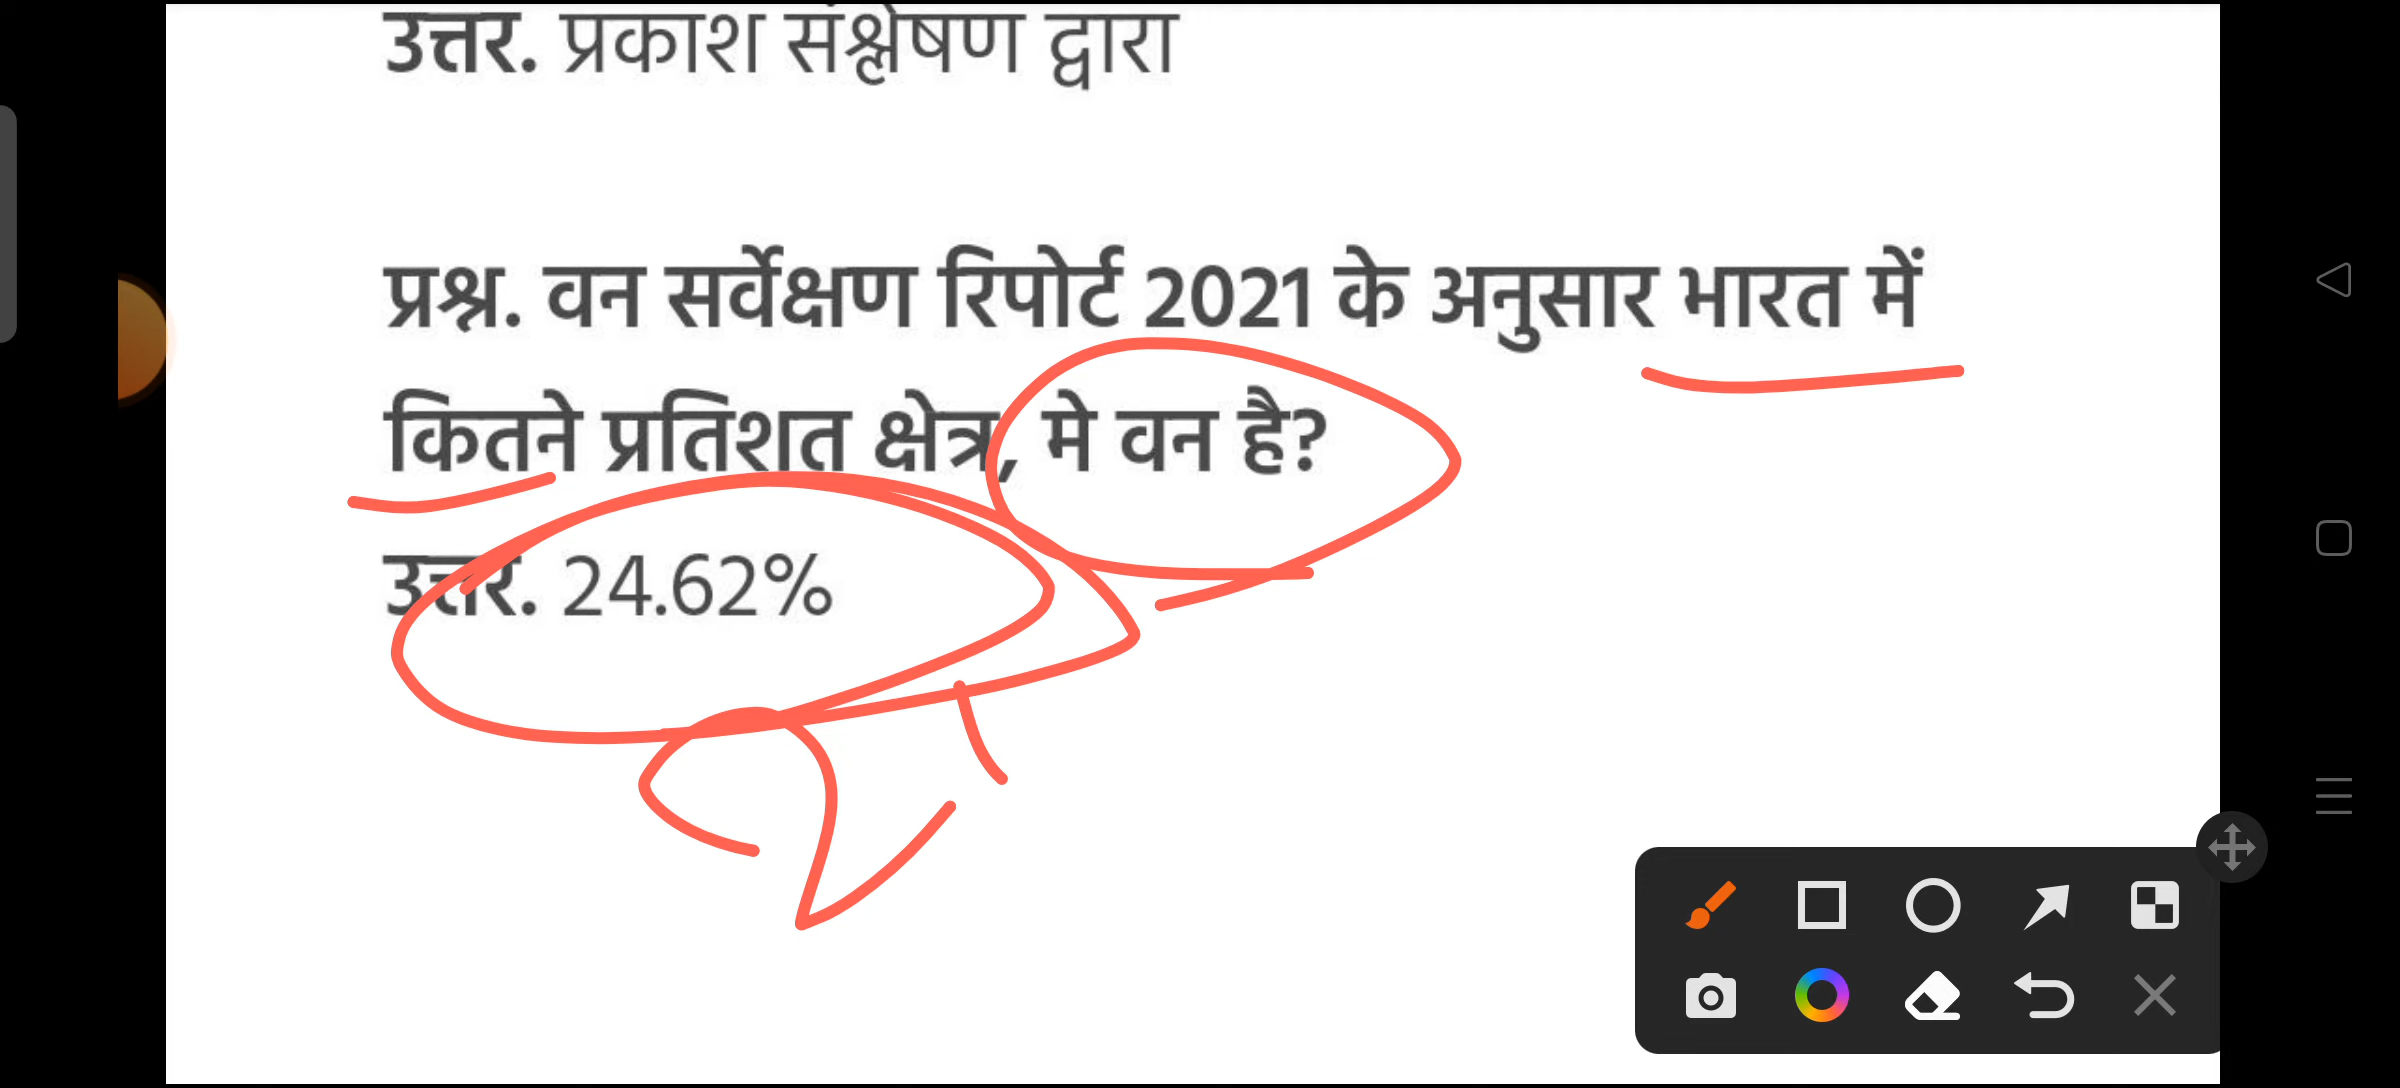 उत्तर. प्रकाश संश्लेषण द्वारा
प्रश्न. वन सर्वेक्षण रिपोर्ट 2021 के अनुसार भारत में
कितने प्रतिशत क्षेत्र, मे वन है?
उत्तर. 24.62%